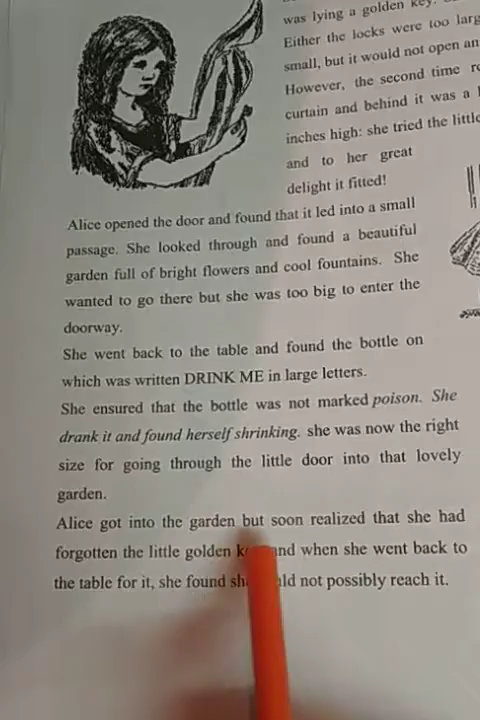 was lying a golden key.
Either the locks were too larg
small, but it would not open an
However, the second time re
curtain and behind it was a l
inches high: she tried the little
and to her great
delight it fitted!
Alice opened the door and found that it led into a small
passage. She looked through and found a beautiful
garden full of bright flowers and cool fountains. She
wanted to go there but she was too big to enter the
doorway.
She went back to the table and found the bottle on
which was written DRINK ME in large letters.
She ensured that the bottle was not marked poison. She
drank it and found herself shrinking. she was now the right
size for going through the little door into that lovely
garden.
Alice got into the garden but soon realized that she had
forgotten the little golden and when she went back to
the table for it, she found not possibly reach it.